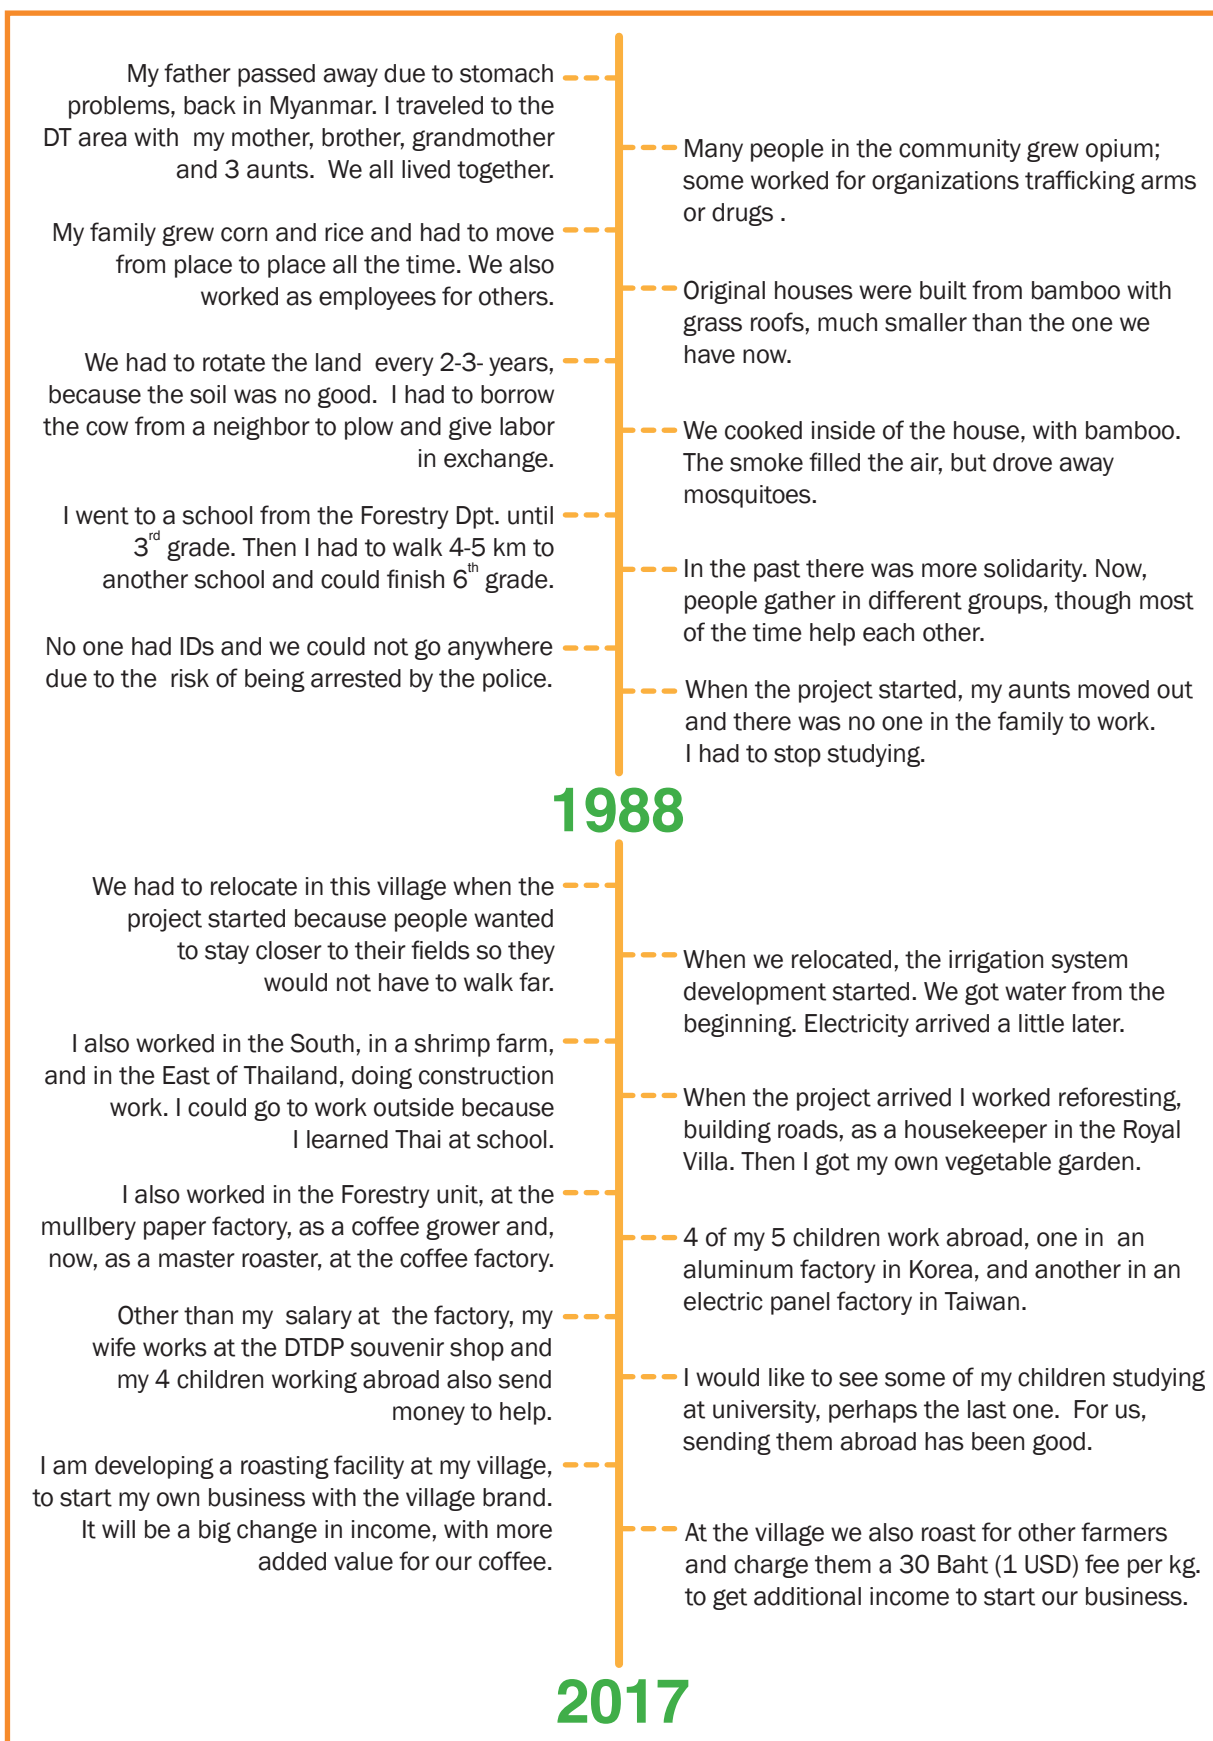 My father passed away due to stomach
problems, back in Myanmar. I traveled to the
DT area with my mother, brother, grandmother
and 3 aunts. We all lived together.
Many people in the community grew opium;
some worked for organizations trafficking arms
or drugs .
My family grew corn and rice and had to move
from place to place all the time. We also
worked as employees for others.
Original houses were built from bamboo with
grass roofs, much smaller than the one we
have now.
We had to rotate the land every 2-3- years,
because the soil was no good. I had to borrow
the cow from a neighbor to plow and give labor
in exchange.
We cooked inside of the house, with bamboo.
The smoke filled the air, but drove away
mosquitoes.
I went to a school from the Forestry Dpt. until
3rd grade. Then I had to walk 4-5 km to
another school and could finish 6th grade.
In the past there was more solidarity. Now,
people gather in different groups, though most
of the time help each other.
No one had IDs and we could not go anywhere
due to the risk of being arrested by the police.
When the project started, my aunts moved out
and there was no one in the family to work.
I had to stop studying.
1988
We had to relocate in this village when the
project started because people wanted
to stay closer to their fields so they
would not have to walk far.
When we relocated, the irrigation system
development started. We got water from the
beginning. Electricity arrived a little later.
I also worked in the South, in a shrimp farm,
and in the East of Thailand, doing construction
work. I could go to work outside because
I learned Thai at school.
When the project arrived I worked reforesting,
building roads, as a housekeeper in the Royal
Villa. Then I got my own vegetable garden.
I also worked in the Forestry unit, at the
mullbery paper factory, as a coffee grower and,
now, as a master roaster, at the coffee factory.
4 of my 5 children work abroad, one in an
aluminum factory in Korea, and another in an
electric panel factory in Taiwan.
Other than my salary at the factory, my
wife works at the DTDP souvenir shop and
my 4 children working abroad also send
money to help.
I would like to see some of my children studying
at university, perhaps the last one. For us,
sending them abroad has been good.
I am developing a roasting facility at my village,
to start my own business with the village brand.
It will be a big change in income, with more
added value for our coffee.
At the village we also roast for other farmers
and charge them a 30 Baht (1 USD) fee per kg.
to get additional income to start our business.
2017